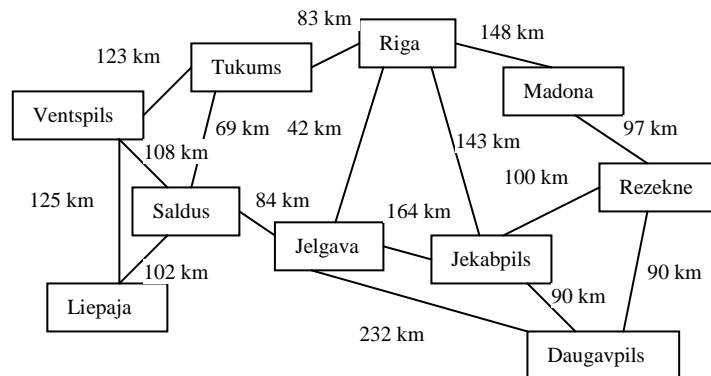 83 km
Riga
148 km
123 km
Tukums
Madona
Ventspils
69 km
42 km
143 km
97 km
108 km
100 km
Rezekne
125 km
Saldus
84 km
164 km
Jelgava
Jekabpils
102 km
Liepaja
90 km
90 km
232 km
Daugavpils